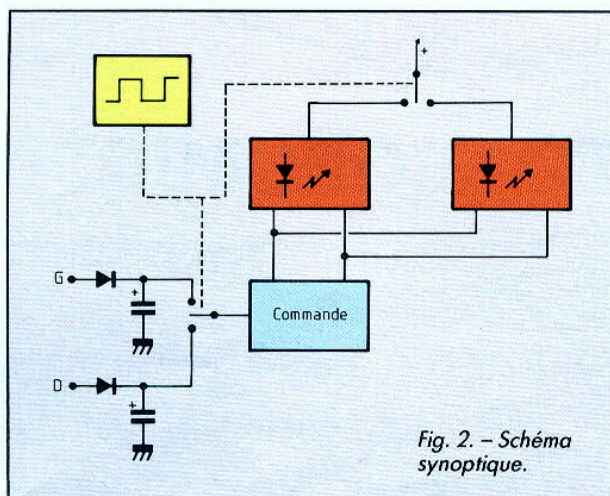 +
G
+
Commande
D
+
Fig. 2. – Schéma
synoptique.